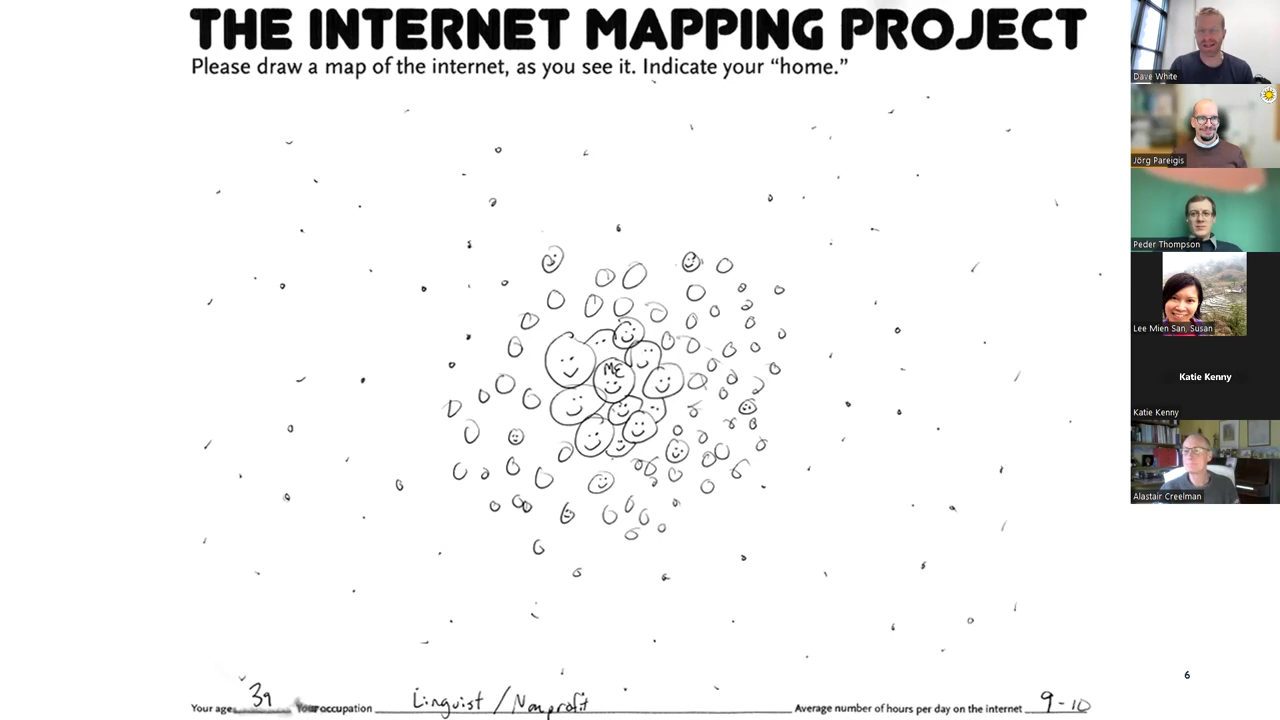 THE INTERNET MAPPING PROJECT
Please draw a map of the internet, as you see it. Indicate your “home.”
ME
Your age 39 Your occupation Linguist / Nonprofit Average number of hours per day on the internet 9-10
6
Dave White
Jörg Pareigis
Peder Thompson
Lee Mien San, Susan
Katie Kenny
Katie Kenny
Alastair Creelman